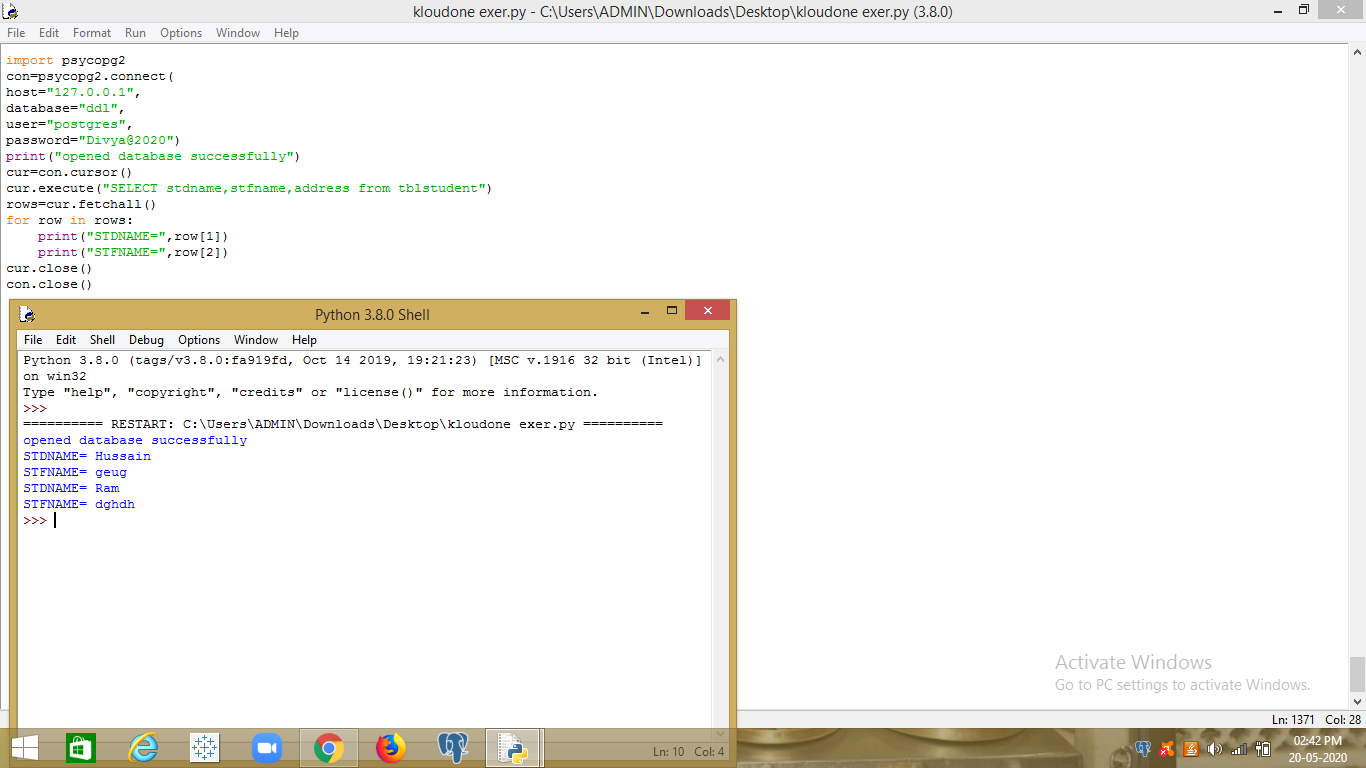 kloudone exer.py - C:\Users\ADMIN\Downloads\Desktop\kloudone exer.py (3.8.0)
File Edit Format Run Options Window Help
import psycopg2
con=psycopg2.connect(
host="127.0.0.1",
database="ddl",
user="postgres",
password="Divya@2020")
print("opened database successfully")
cur=con.cursor()
cur.execute("SELECT stdname,stfname,address from tblstudent")
rows=cur.fetchall()
for row in rows:
    print("STDNAME=",row[1])
    print("STFNAME=",row[2])
cur.close()
con.close()
Python 3.8.0 Shell
File Edit Shell Debug Options Window Help
Python 3.8.0 (tags/v3.8.0:fa919fd, Oct 14 2019, 19:21:23) [MSC v.1916 32 bit (Intel)]
on win32
Type "help", "copyright", "credits" or "license()" for more information.
>>>
========== RESTART: C:\Users\ADMIN\Downloads\Desktop\kloudone exer.py ==========
opened database successfully
STDNAME= Hussain
STFNAME= geug
STDNAME= Ram
STFNAME= dghdh
>>>
Activate Windows
Go to PC settings to activate Windows.
Ln: 1371 Col: 28
Ln: 10 Col: 4
02:42 PM
20-05-2020